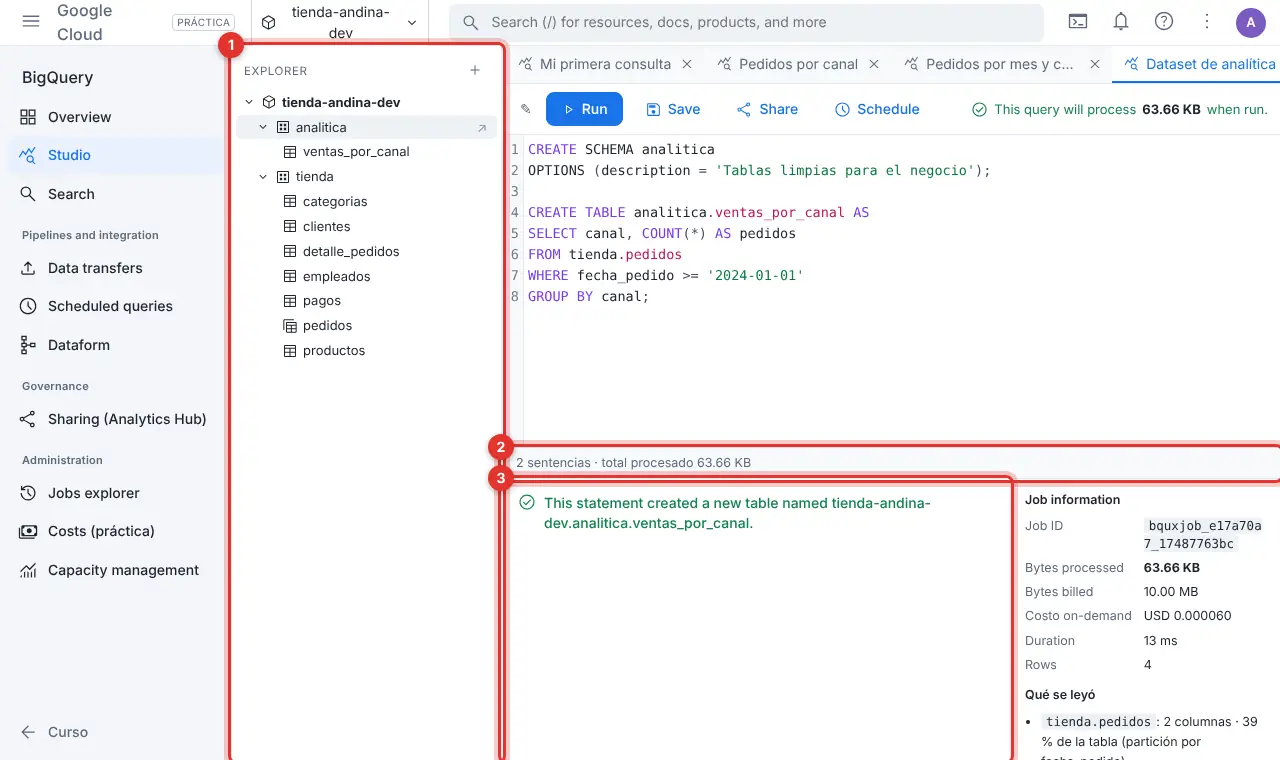 Google Cloud
PRÁCTICA
tienda-andina-dev
Search (/) for resources, docs, products, and more
A
1
BigQuery
Overview
Studio
Search
Pipelines and integration
Data transfers
Scheduled queries
Dataform
Governance
Sharing (Analytics Hub)
Administration
Jobs explorer
Costs (práctica)
Capacity management
Curso
EXPLORER
tienda-andina-dev
analitica
ventas_por_canal
tienda
categorias
clientes
detalle_pedidos
empleados
pagos
pedidos
productos
Mi primera consulta
Pedidos por canal
Pedidos por mes y c...
Dataset de analítica
Run
Save
Share
Schedule
This query will process 63.66 KB when run.
1 CREATE SCHEMA analitica
2 OPTIONS (description = 'Tablas limpias para el negocio');
3
4 CREATE TABLE analitica.ventas_por_canal AS
5 SELECT canal, COUNT(*) AS pedidos
6 FROM tienda.pedidos
7 WHERE fecha_pedido >= '2024-01-01'
8 GROUP BY canal;
2
2 sentencias · total procesado 63.66 KB
3
This statement created a new table named tienda-andina-
dev.analitica.ventas_por_canal.
Job information
Job ID bquxjob_e17a70a
7_17487763bc
Bytes processed 63.66 KB
Bytes billed 10.00 MB
Costo on-demand USD 0.000060
Duration 13 ms
Rows 4
Qué se leyó
• tienda.pedidos : 2 columnas · 39
% de la tabla (partición por